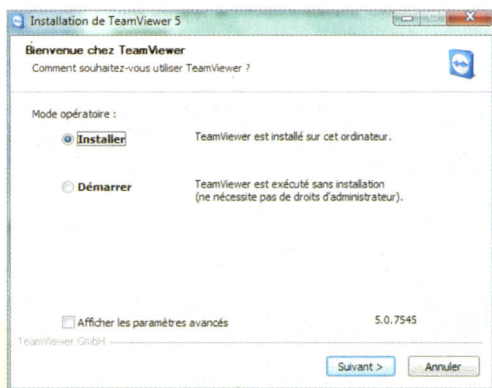 Installation de TeamViewer 5
Bienvenue chez TeamViewer
Comment souhaitez-vous utiliser TeamViewer ?
Mode opératoire :
Installer
TeamViewer est installé sur cet ordinateur.
Démarrer
TeamViewer est exécuté sans installation
(ne nécessite pas de droits d'administrateur).
Afficher les paramètres avancés
5.0.7545
TeamViewer GmbH
Suivant >
Annuler